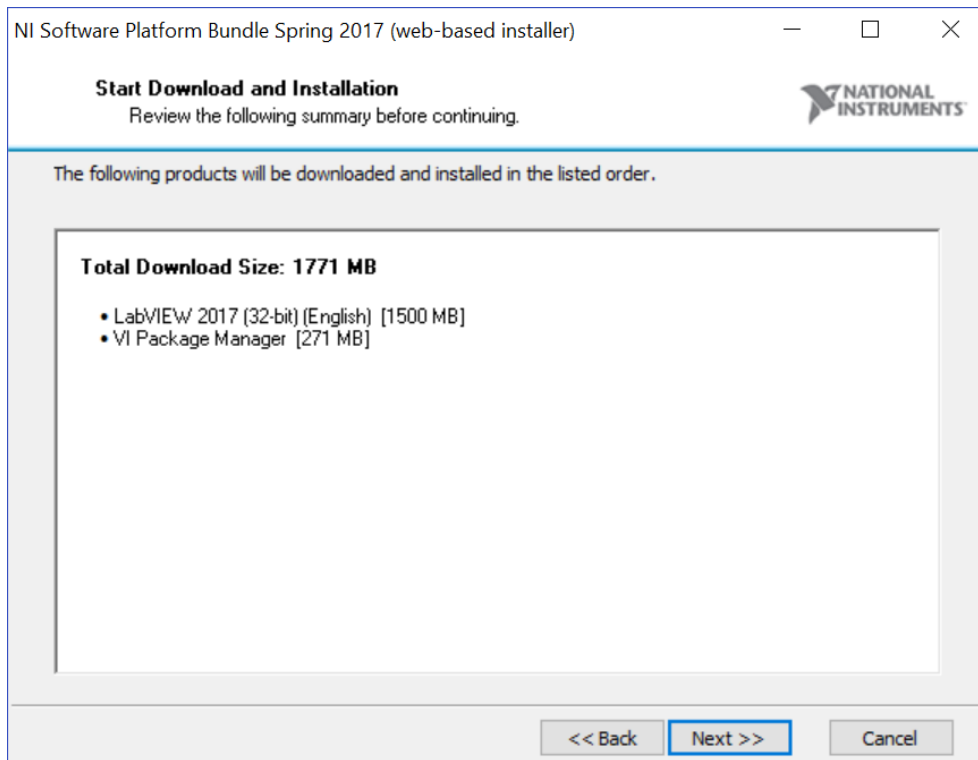 NI Software Platform Bundle Spring 2017 (web-based installer)
Start Download and Installation
Review the following summary before continuing.
NATIONAL
INSTRUMENTS
The following products will be downloaded and installed in the listed order.
Total Download Size: 1771 MB
• LabVIEW 2017 (32-bit) (English) [1500 MB]
• VI Package Manager [271 MB]
<< Back Next >> Cancel